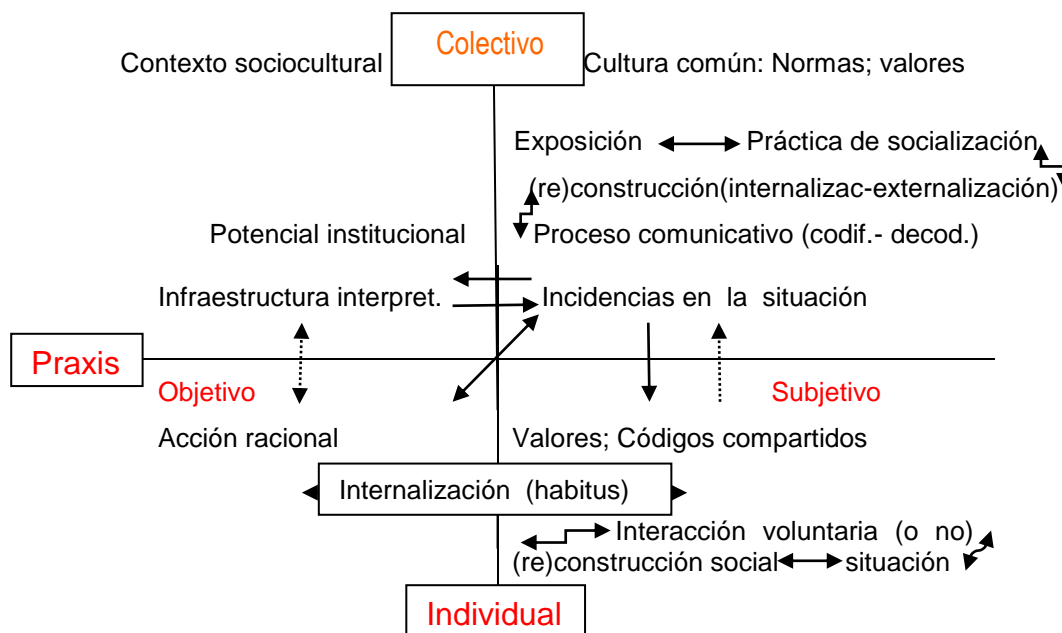 Colectivo
Contexto sociocultural
Cultura común: Normas; valores
Exposición
Práctica de socialización
(re)construcción(internalizac-externalización)
Potencial institucional
Proceso comunicativo (codif.- decod.)
Infraestructura interpret.
Incidencias en la situación
Praxis
Objetivo
Subjetivo
Acción racional
Valores; Códigos compartidos
Internalización (habitus)
Interacción voluntaria (o no)
(re)construcción social
situación
Individual